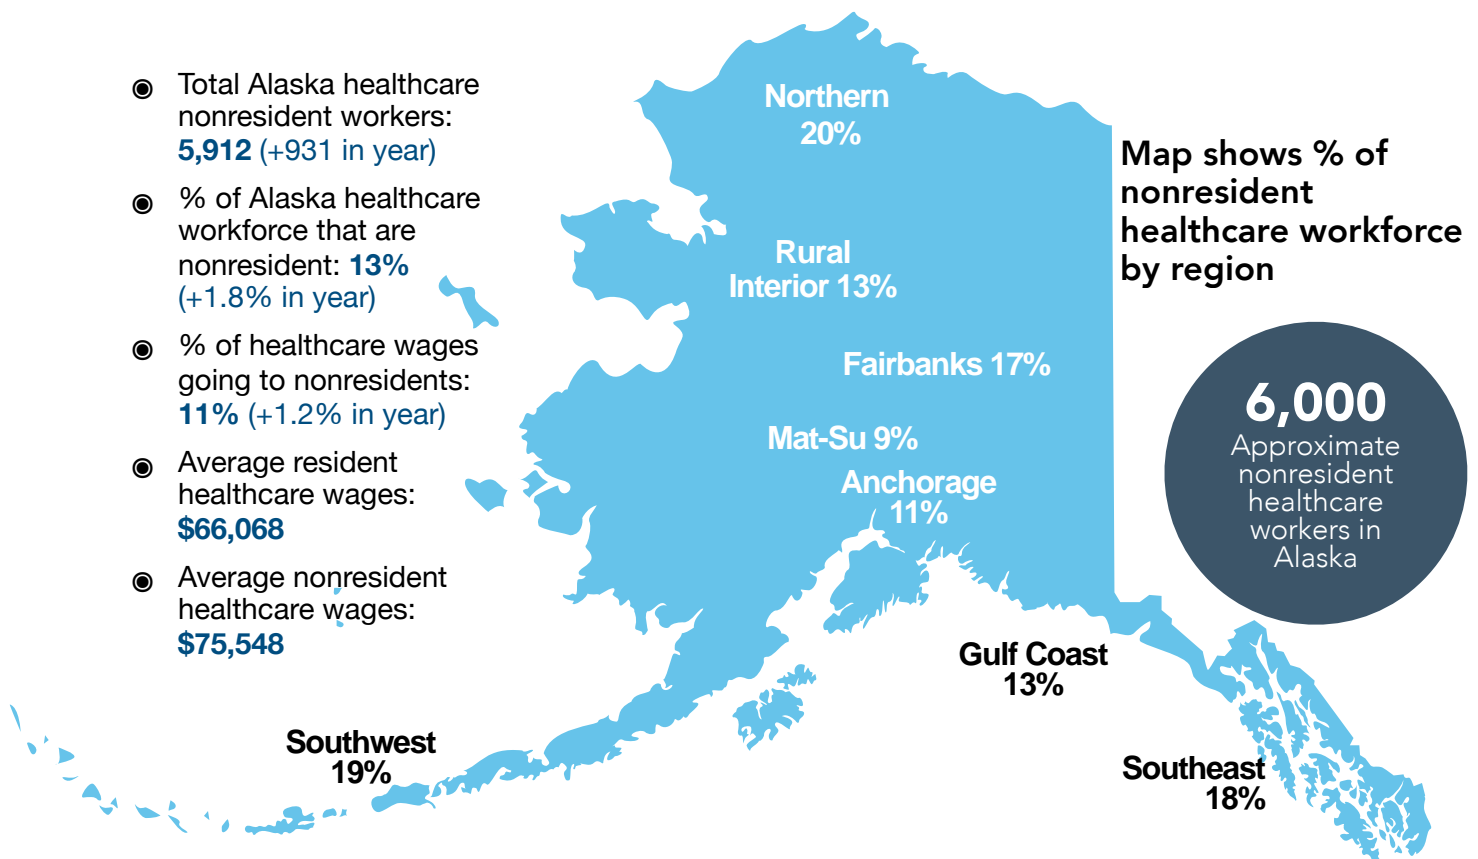 Total Alaska healthcare
nonresident workers:
5,912 (+931 in year)
% of Alaska healthcare
workforce that are
nonresident: 13%
(+1.8% in year)
% of healthcare wages
going to nonresidents:
11% (+1.2% in year)
Average resident
healthcare wages:
$66,068
Average nonresident
healthcare wages:
$75,548
Northern
20%
Rural
Interior 13%
Fairbanks 17%
Mat-Su 9%
Anchorage
11%
Gulf Coast
13%
Southwest
19%
Southeast
18%
Map shows % of
nonresident
healthcare workforce
by region
6,000
Approximate
nonresident
healthcare
workers in
Alaska